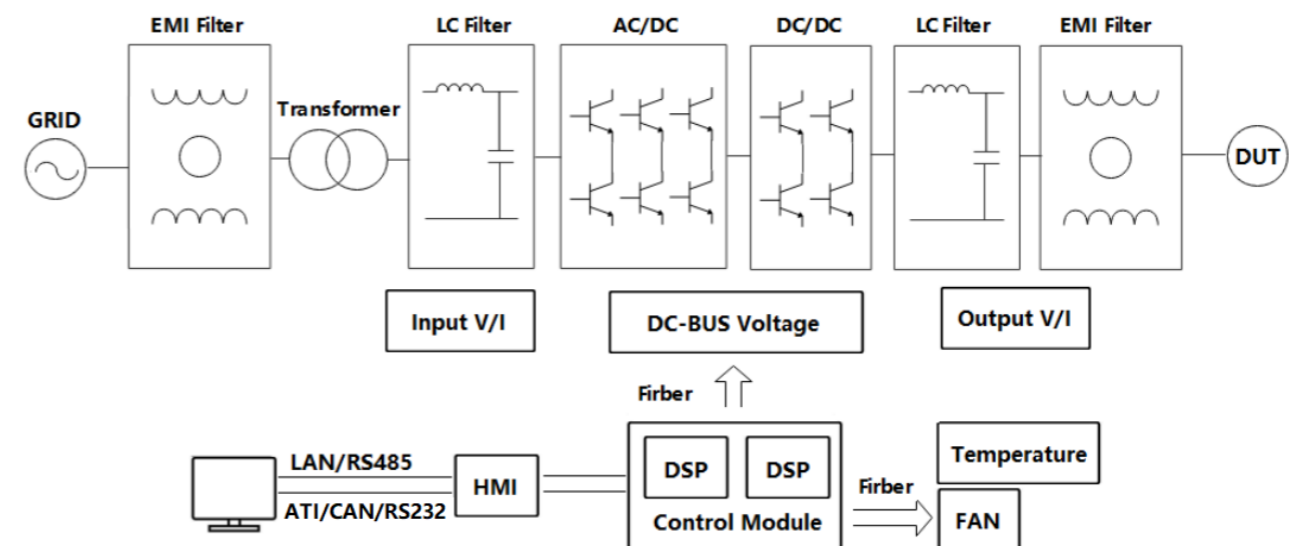 EMI Filter
LC Filter
AC/DC
DC/DC
LC Filter
EMI Filter
Transformer
GRID
DUT
Input V/I
DC-BUS Voltage
Output V/I
Firber
LAN/RS485
ATI/CAN/RS232
HMI
DSP
DSP
Control Module
Firber
Temperature
FAN